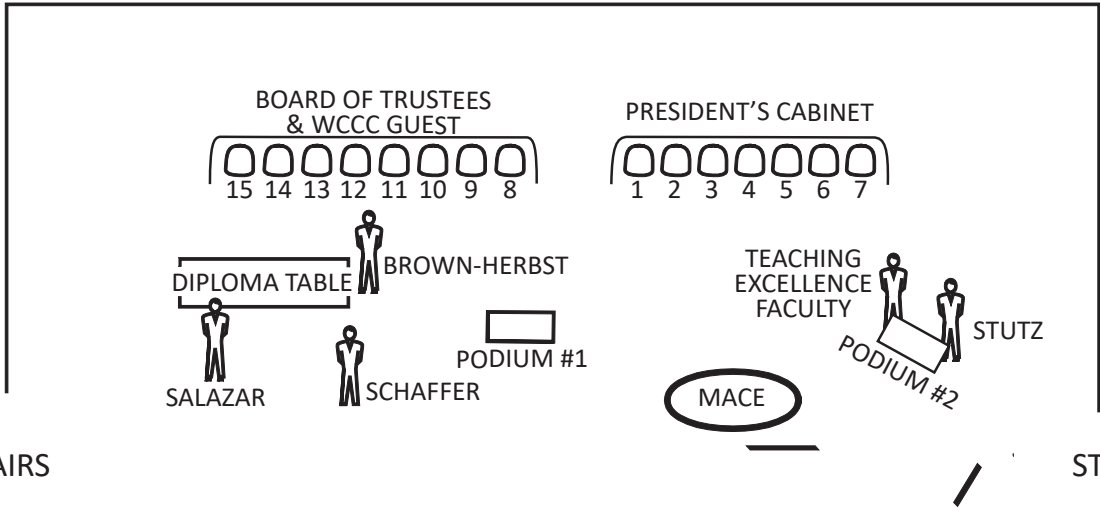 BOARD OF TRUSTEES
& WCCC GUEST
PRESIDENT’S CABINET
15 14 13 12 11 10 9 8
1 2 3 4 5 6 7
BROWN-HERBST
DIPLOMA TABLE
TEACHING
EXCELLENCE
FACULTY
STUTZ
PODIUM #1
PODIUM #2
SALAZAR
SCHAFFER
MACE
AIRS
ST